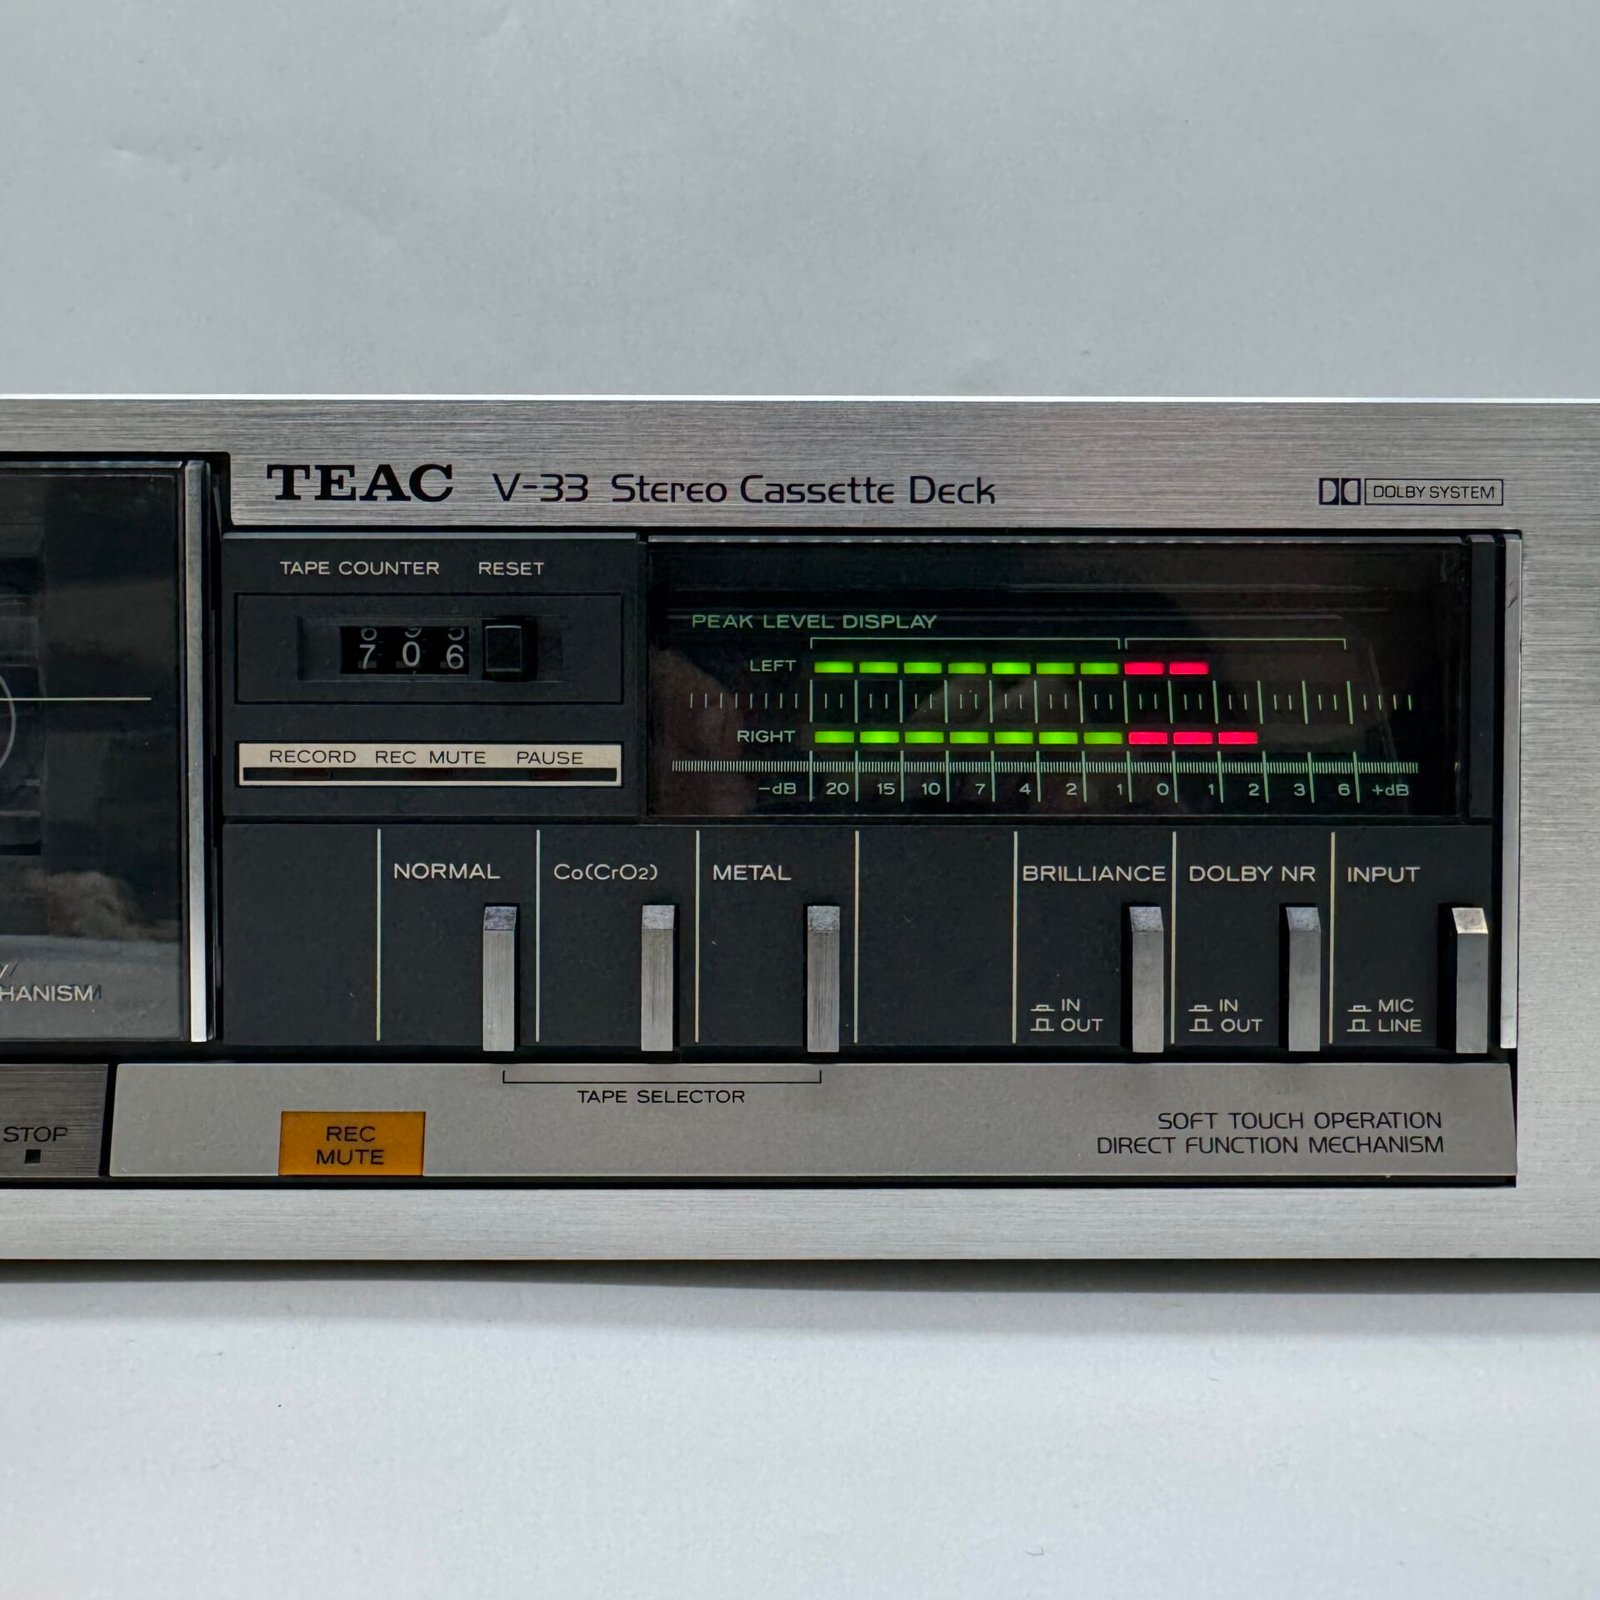 TEAC V-33 Stereo Cassette Deck
DOLBY SYSTEM
TAPE COUNTER RESET
7 0 6
RECORD REC MUTE PAUSE
PEAK LEVEL DISPLAY
LEFT
RIGHT
-dB 20 15 10 7 4 2 1 0 1 2 3 6 +dB
NORMAL
Co(CrO2)
METAL
BRILLIANCE
IN
OUT
DOLBY NR
IN
OUT
INPUT
MIC
LINE
HANISM
TAPE SELECTOR
STOP
REC
MUTE
SOFT TOUCH OPERATION
DIRECT FUNCTION MECHANISM